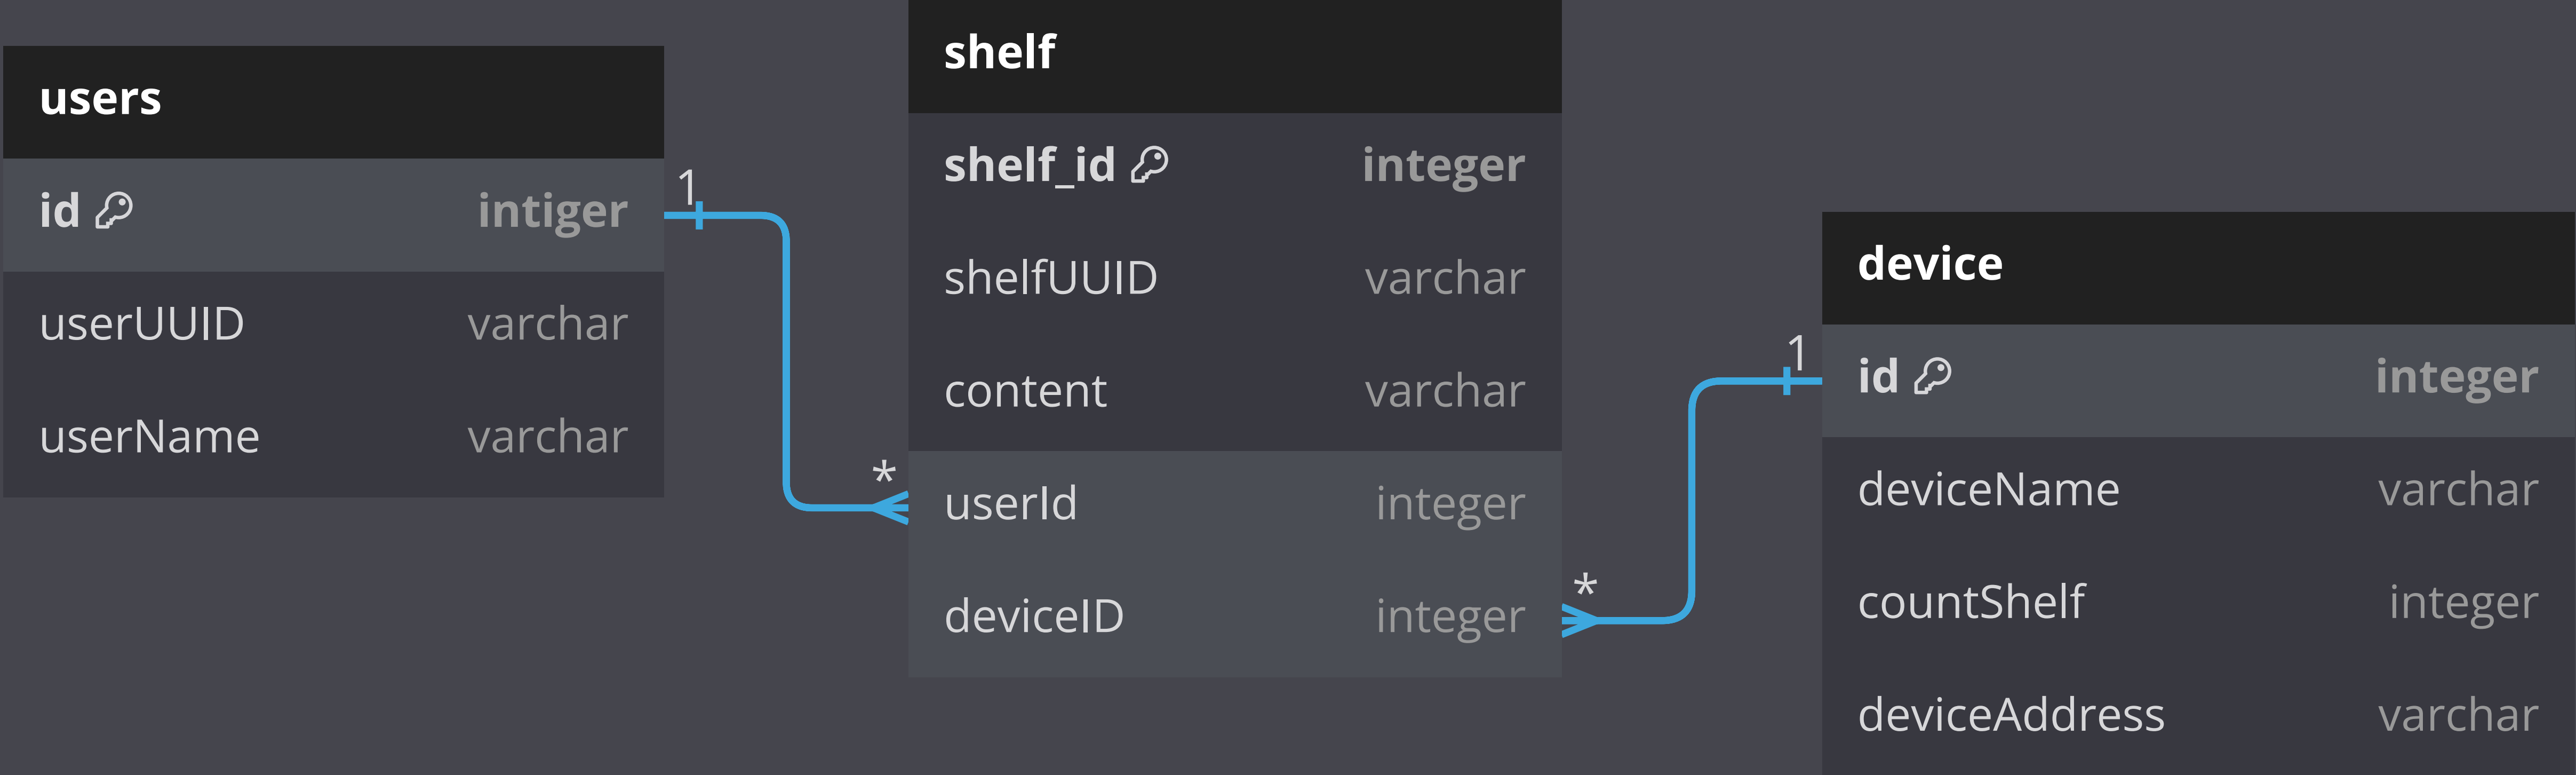 users
id intiger
userUUID varchar
userName varchar
1
*
shelf
shelf_id integer
shelfUUID varchar
content varchar
userId integer
deviceID integer
*
1
device
id integer
deviceName varchar
countShelf integer
deviceAddress varchar